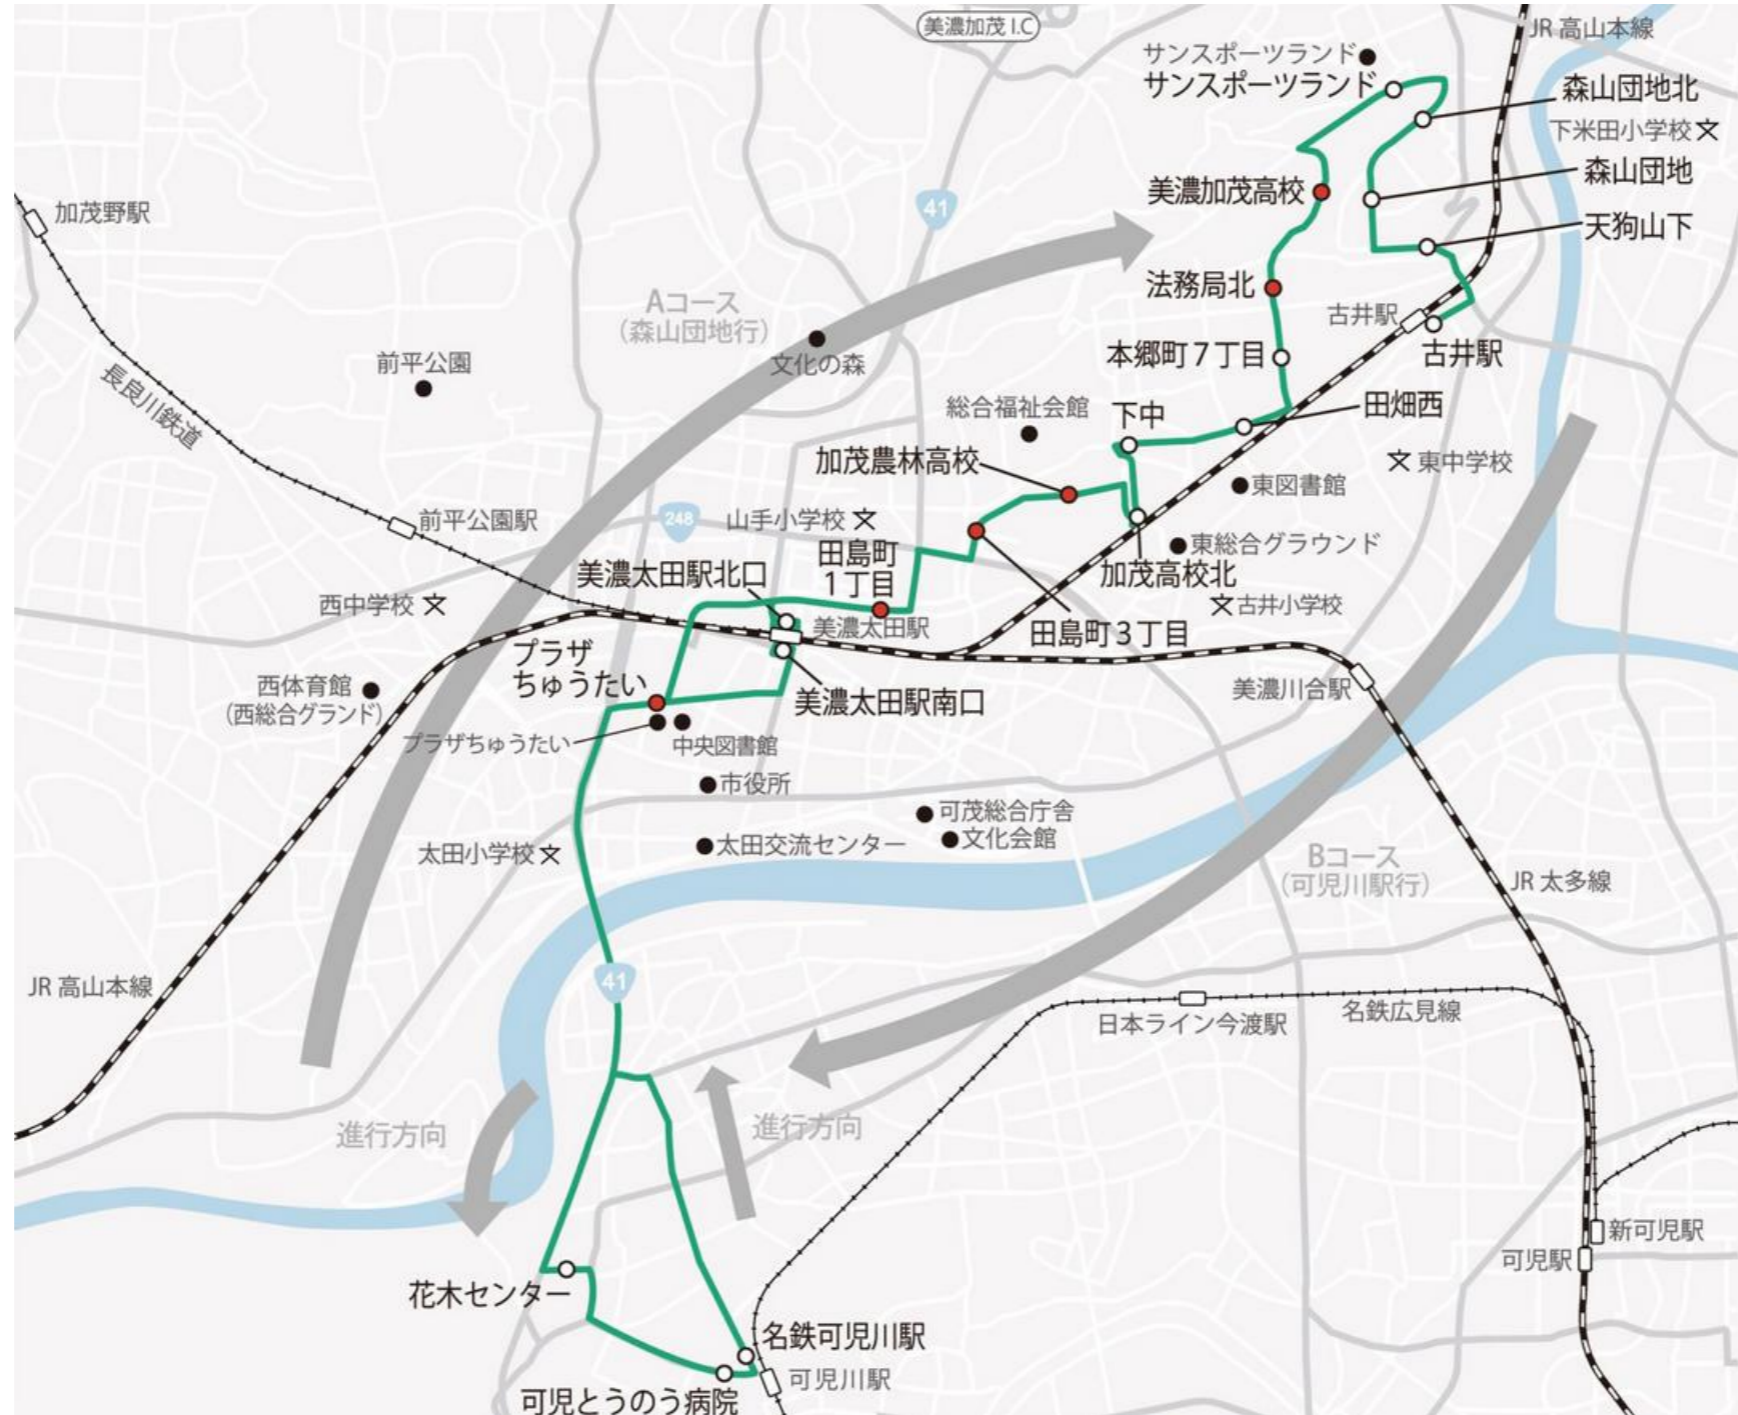 美濃加茂 I.C
JR 高山本線
サンスポーツランド
サンスポーツランド
森山団地北
下米田小学校
森山団地
美濃加茂高校
41
加茂野駅
天狗山下
法務局北
Aコース
(森山団地行)
古井駅
文化の森
前平公園
本郷町７丁目
古井駅
長良川鉄道
総合福祉会館
下中
田畑西
加茂農林高校
東中学校
東図書館
248
前平公園駅
山手小学校
田島町
１丁目
東総合グラウンド
美濃太田駅北口
加茂高校北
西中学校
古井小学校
美濃太田駅
田島町３丁目
プラザ
ちゅうたい
西体育館
(西総合グランド)
美濃川合駅
美濃太田駅南口
プラザちゅうたい
中央図書館
市役所
可茂総合庁舎
文化会館
太田小学校
太田交流センター
Bコース
(可児川駅行)
JR 太多線
41
JR 高山本線
日本ライン今渡駅
名鉄広見線
進行方向
進行方向
新可児駅
可児駅
花木センター
名鉄可児川駅
可児川駅
可児とうのう病院